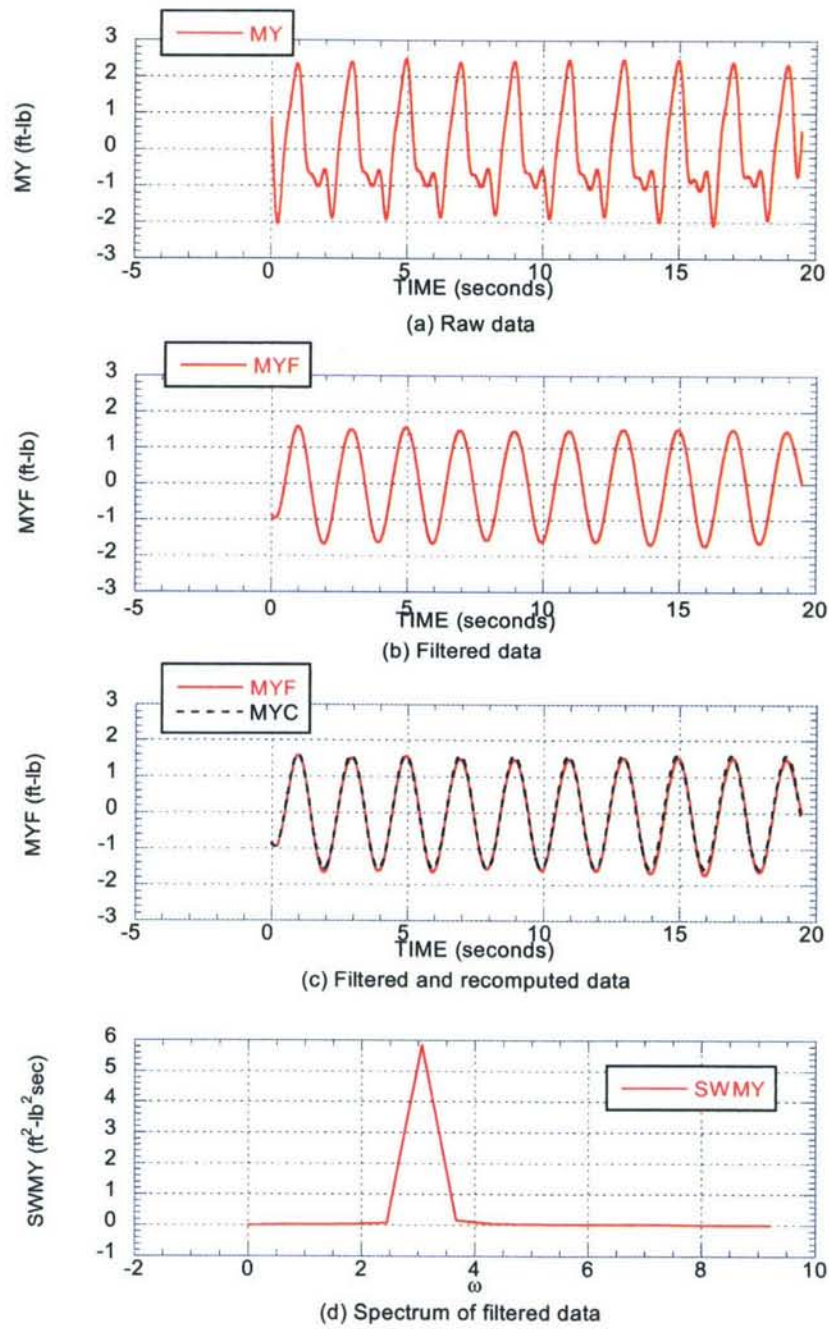 MY
3
2
1
0
-1
-2
-3
MY (ft-lb)
-5 0 5 10 15 20
TIME (seconds)
(a) Raw data
MYF
3
2
1
0
-1
-2
-3
MYF (ft-lb)
-5 0 5 10 15 20
TIME (seconds)
(b) Filtered data
MYF
MYC
3
2
1
0
-1
-2
-3
MYF (ft-lb)
-5 0 5 10 15 20
TIME (seconds)
(c) Filtered and recomputed data
SWMY
6
5
4
3
2
1
0
-1
SWMY (ft²-lb²sec)
-2 0 2 4 6 8 10
ω
(d) Spectrum of filtered data